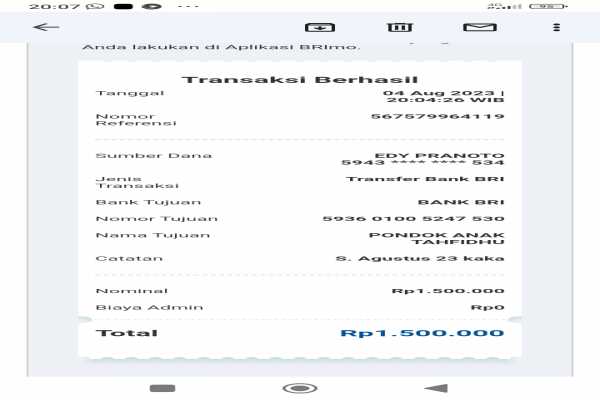 20:07
4G
95
Anda lakukan di Aplikasi BRImo.
Transaksi Berhasil
Tanggal 04 Aug 2023 |
20:04:26 WIB
Nomor 567579964119
Referensi
Sumber Dana EDY PRANOTO
5943 **** **** 534
Jenis Transfer Bank BRI
Transaksi
Bank Tujuan BANK BRI
Nomor Tujuan 5936 0100 5247 530
Nama Tujuan PONDOK ANAK
TAHFIDHU
Catatan S. Agustus 23 kaka
Nominal Rp1.500.000
Biaya Admin Rp0
Total Rp1.500.000